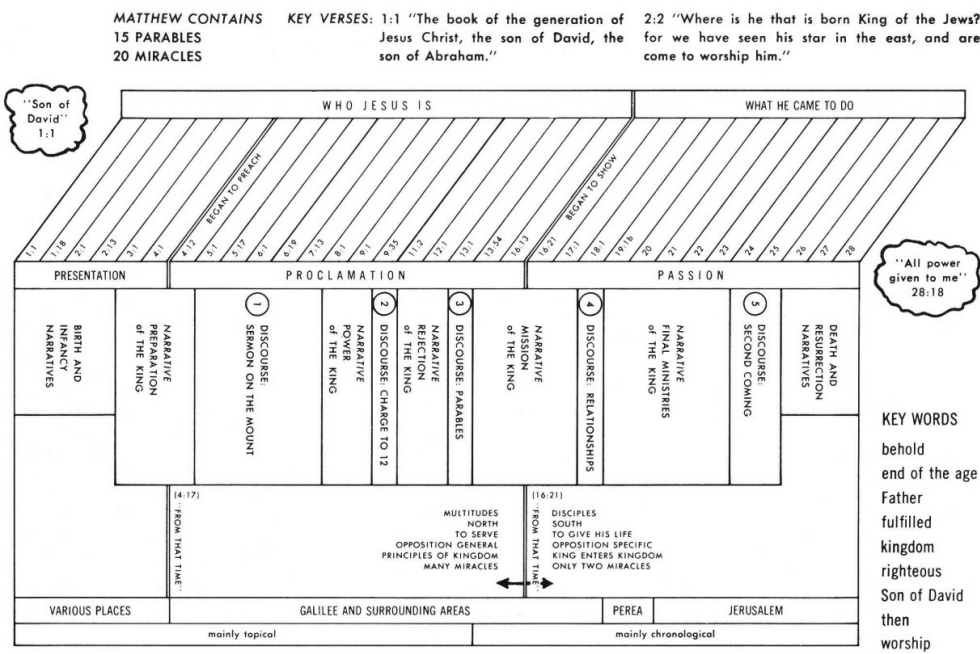 MATTHEW CONTAINS
15 PARABLES
20 MIRACLES
KEY VERSES: 1:1 "The book of the generation of
Jesus Christ, the son of David, the
son of Abraham."
2:2 "Where is he that is born King of the Jews?
for we have seen his star in the east, and are
come to worship him."
"Son of
David"
1:1
WHO JESUS IS
WHAT HE CAME TO DO
BEGAN TO PREACH
BEGAN TO SHOW
1:1
1:18
2:1
2:13
3:1
4:1
4:12
5:1
5:17
6:1
6:19
7:13
8:1
9:1
9:35
11:2
12:1
13:1
13:54
16:13
16:21
17:1
18:1
19:1b
20
21
22
23
24
25
26
27
28
"All power
given to me"
28:18
PRESENTATION
PROCLAMATION
PASSION
BIRTH AND
INFANCY
NARRATIVES
NARRATIVE
PREPARATION
of THE KING
1
DISCOURSE:
SERMON ON THE MOUNT
NARRATIVE
POWER
of THE KING
2
DISCOURSE: CHARGE TO 12
NARRATIVE
REJECTION
of THE KING
3
DISCOURSE: PARABLES
NARRATIVE
MISSION
of THE KING
4
DISCOURSE: RELATIONSHIPS
NARRATIVE
FINAL MINISTRIES
of THE KING
5
DISCOURSE:
SECOND COMING
DEATH AND
RESURRECTION
NARRATIVES
(4:17)
"FROM THAT TIME"
MULTITUDES
NORTH
TO SERVE
OPPOSITION GENERAL
PRINCIPLES OF KINGDOM
MANY MIRACLES
(16:21)
"FROM THAT TIME"
DISCIPLES
SOUTH
TO GIVE HIS LIFE
OPPOSITION SPECIFIC
KING ENTERS KINGDOM
ONLY TWO MIRACLES
VARIOUS PLACES
GALILEE AND SURROUNDING AREAS
PEREA
JERUSALEM
mainly topical
mainly chronological
KEY WORDS
behold
end of the age
Father
fulfilled
kingdom
righteous
Son of David
then
worship